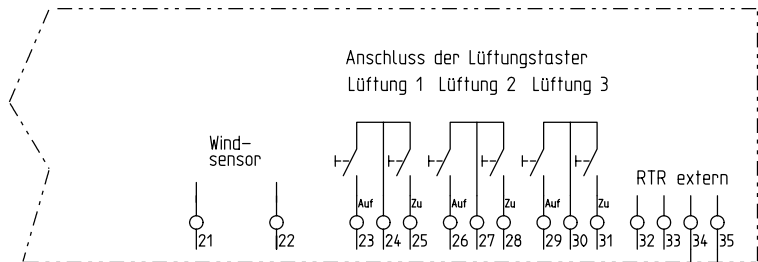 Anschluss der Lüftungstaster
Lüftung 1 Lüftung 2 Lüftung 3
Wind-
sensor
RTR extern
Auf Zu Auf Zu Auf Zu
21 22 23 24 25 26 27 28 29 30 31 32 33 34 35